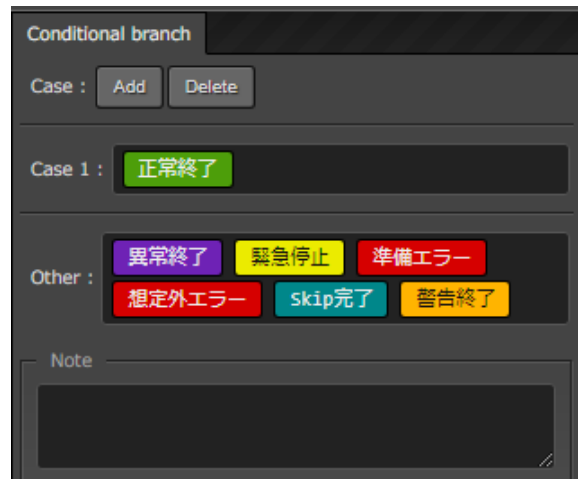 Conditional branch
Case : Add Delete
Case 1 : 正常終了
異常終了 緊急停止 準備エラー
Other :
想定外エラー Skip完了 警告終了
Note